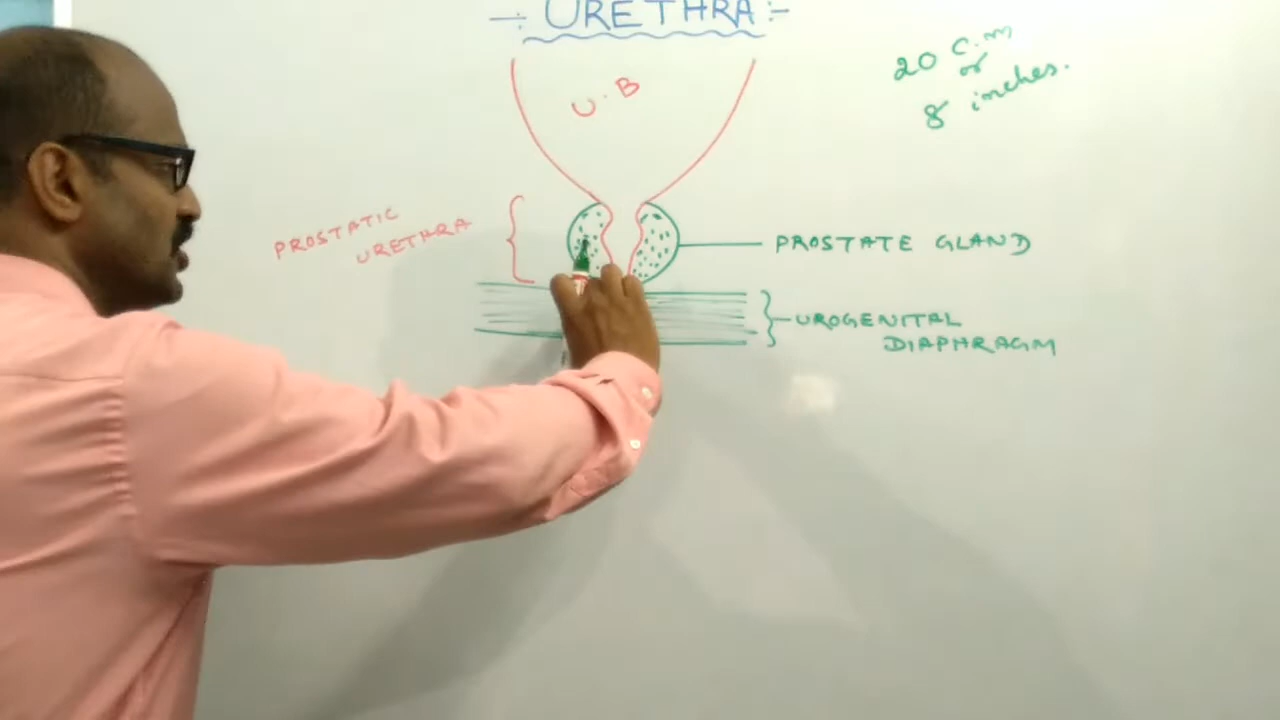 -: URETHRA :-
20 C.m
or
8 inches.
U.B
PROSTATIC
URETHRA
PROSTATE GLAND
UROGENITAL
DIAPHRAGM